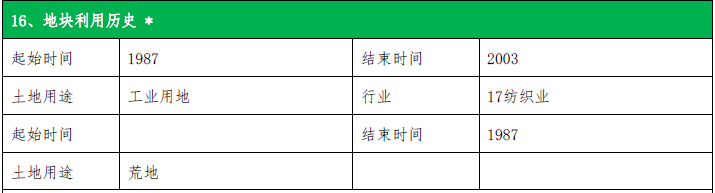 16、地块利用历史 *
起始时间 1987 结束时间 2003
土地用途 工业用地 行业 17纺织业
起始时间 结束时间 1987
土地用途 荒地